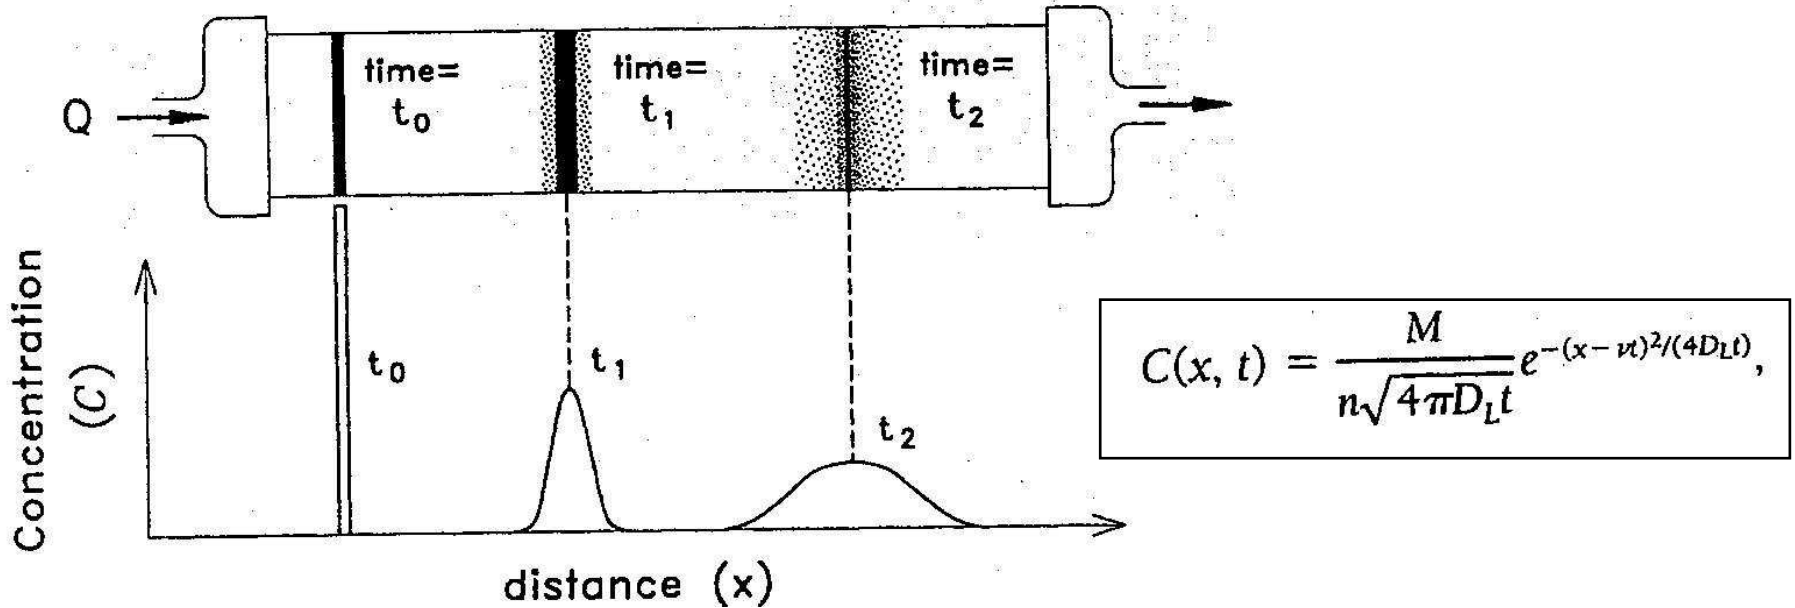 time=
t₀
time=
t₁
time=
t₂
Q
Concentration
(C)
t₀
t₁
t₂
distance (x)
C(x, t) = M / n√4πD_Lt e^−(x−vt)²/(4D_Lt),